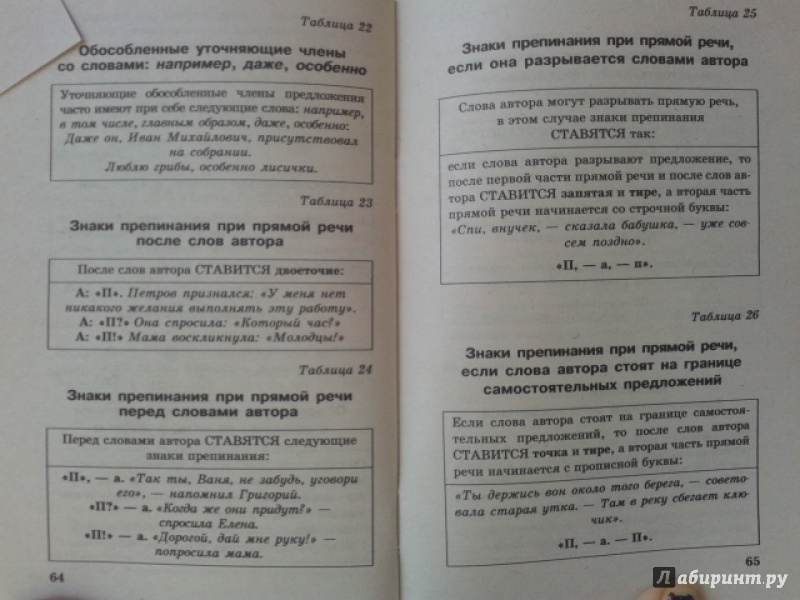 Таблица 22
Обособленные уточняющие члены
со словами: например, даже, особенно
Уточняющие обособленные члены предложения
часто имеют при себе следующие слова: например,
в том числе, главным образом, даже, особенно:
Даже он, Иван Михайлович, присутствовал
на собрании.
Люблю грибы, особенно лисички.
Таблица 23
Знаки препинания при прямой речи
после слов автора
После слов автора СТАВИТСЯ двоеточие:
А: «П». Петров признался: «У меня нет
никакого желания выполнять эту работу».
А: «П?» Она спросила: «Который час?»
А: «П!» Мама воскликнула: «Молодцы!»
Таблица 24
Знаки препинания при прямой речи
перед словами автора
Перед словами автора СТАВЯТСЯ следующие
знаки препинания:
«П», — а. «Так ты, Ваня, не забудь, уговори
его», — напомнил Григорий.
«П?» — а. «Когда же они придут?» —
спросила Елена.
«П!» — а. «Дорогой, дай мне руку!» —
попросила мама.
64
Таблица 25
Знаки препинания при прямой речи,
если она разрывается словами автора
Слова автора могут разрывать прямую речь,
в этом случае знаки препинания
СТАВЯТСЯ так:
если слова автора разрывают предложение, то
после первой части прямой речи и после слов ав-
тора СТАВИТСЯ запятая и тире, а вторая часть
прямой речи начинается со строчной буквы:
«Спи, внучек, — сказала бабушка, — уже сов-
сем поздно».
«П, — а, — п».
Таблица 26
Знаки препинания при прямой речи,
если слова автора стоят на границе
самостоятельных предложений
Если слова автора стоят на границе самостоя-
тельных предложений, то после слов автора
СТАВИТСЯ точка и тире, а вторая часть прямой
речи начинается с прописной буквы:
«Ты держись вон около того берега, — совето-
вала старая утка. — Там в реку сбегает клю-
чик».
«П, — а. — П».
65
Лабиринт.ру